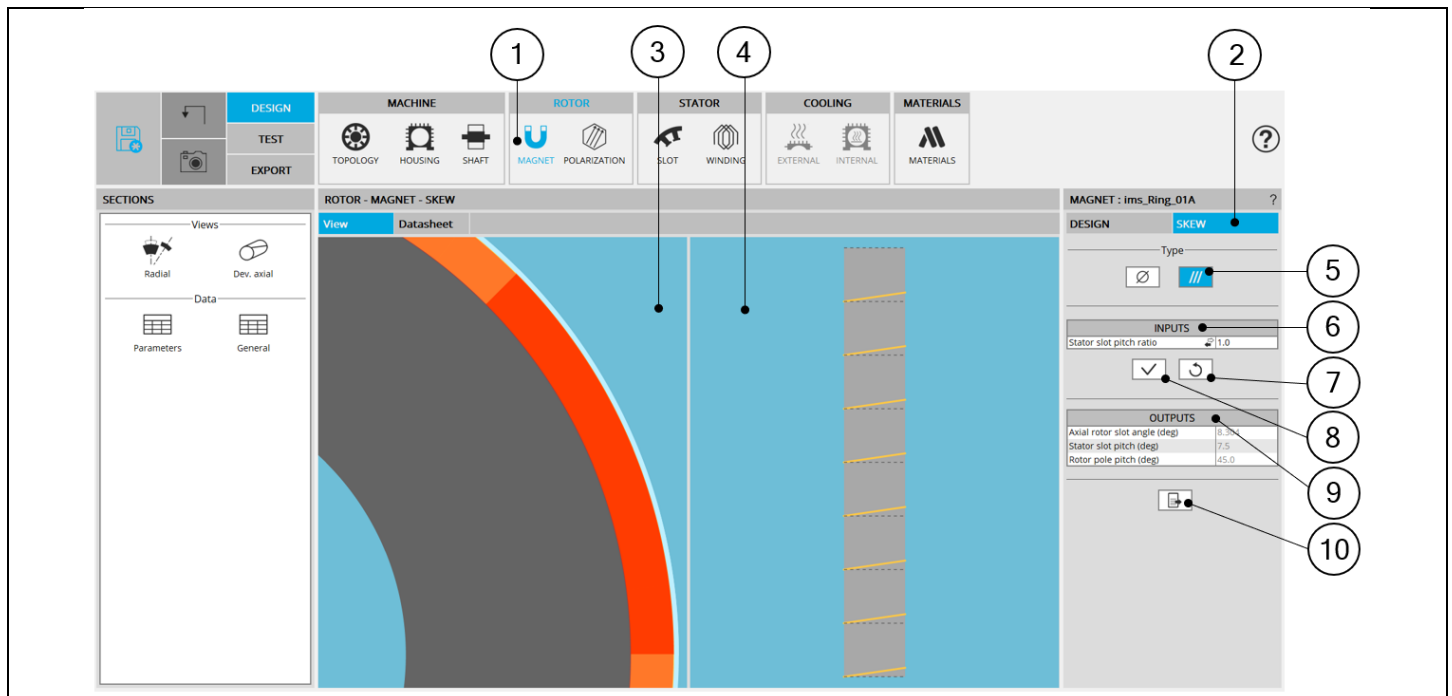 1
3
4
2
DESIGN
TEST
EXPORT
MACHINE
ROTOR
STATOR
COOLING
MATERIALS
TOPOLOGY
HOUSING
SHAFT
MAGNET
POLARIZATION
SLOT
WINDING
EXTERNAL
INTERNAL
MATERIALS
?
SECTIONS
Views
Radial
Dev. axial
Data
Parameters
General
ROTOR - MAGNET - SKEW
View
Datasheet
MAGNET : ims_Ring_01A
?
DESIGN
SKEW
Type
5
INPUTS
6
Stator slot pitch ratio 1.0
7
8
OUTPUTS
Axial rotor slot angle (deg) 8.304
Stator slot pitch (deg) 7.5
Rotor pole pitch (deg) 45.0
9
10